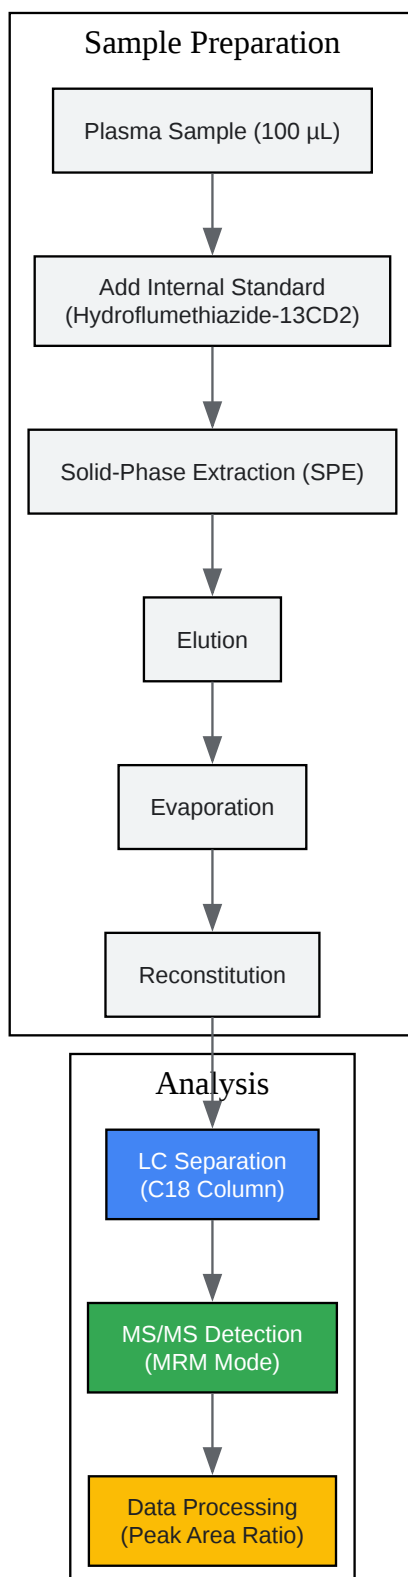 Sample Preparation
Plasma Sample (100 µL)
Add Internal Standard
(Hydroflumethiazide-13CD2)
Solid-Phase Extraction (SPE)
Elution
Evaporation
Reconstitution
Analysis
LC Separation
(C18 Column)
MS/MS Detection
(MRM Mode)
Data Processing
(Peak Area Ratio)